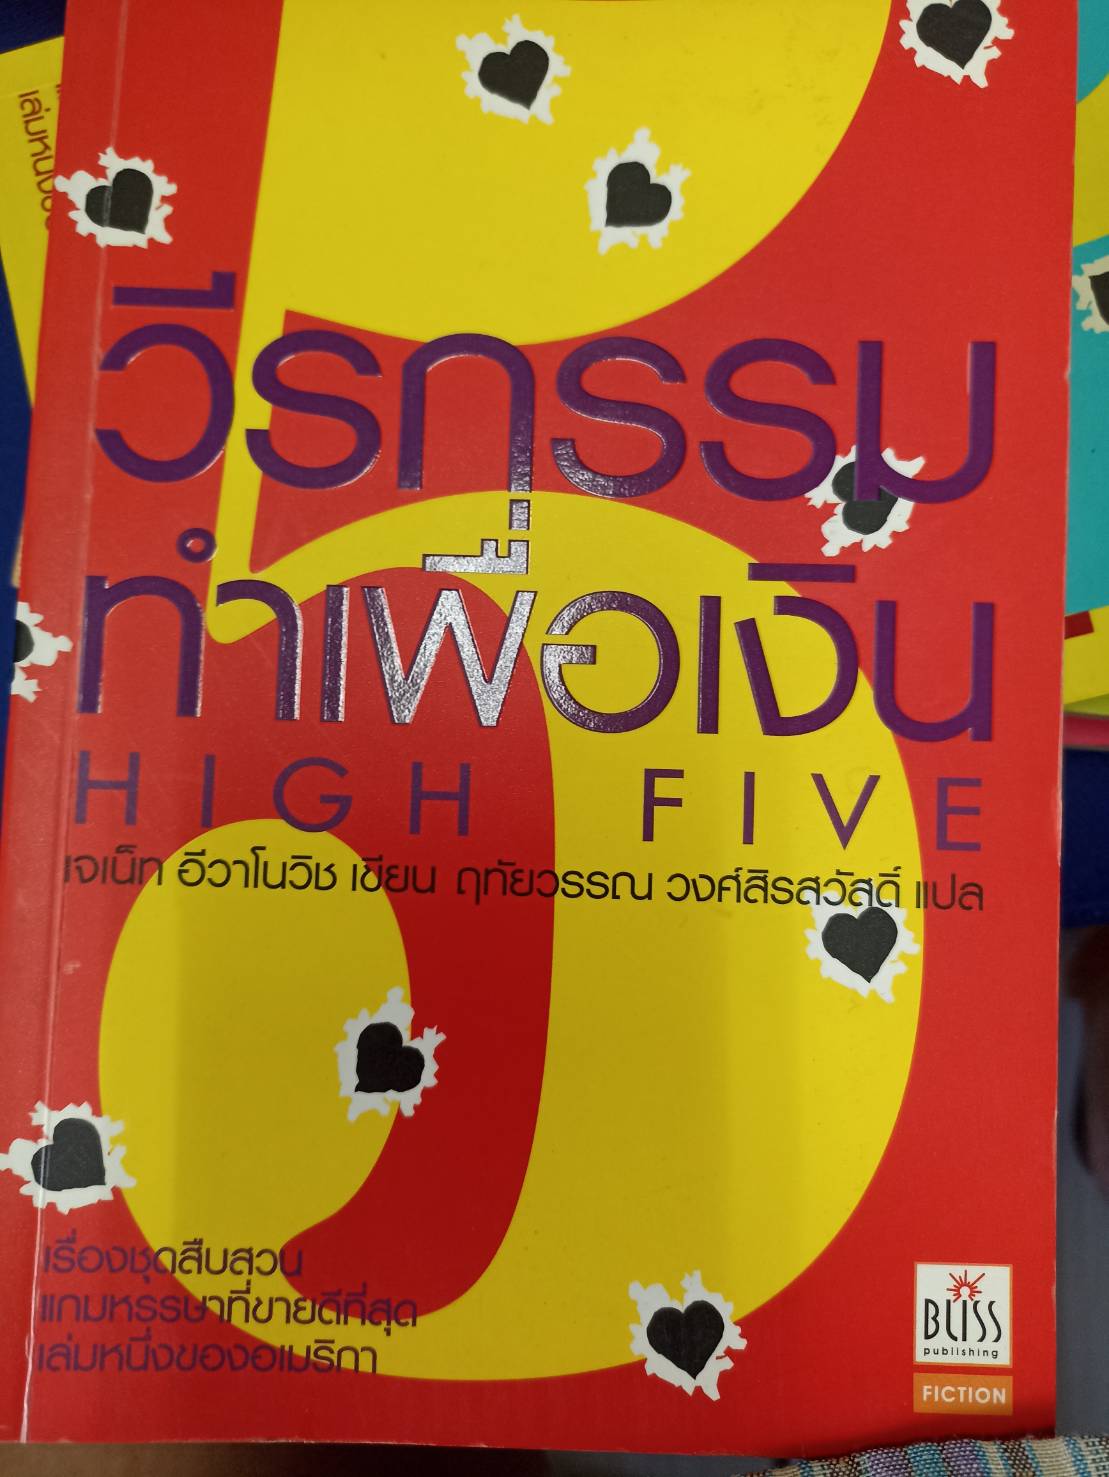 วีรกรรม
ทำเพื่อเงิน
HIGH FIVE
เจเน็ท อีวาโนวิช เขียน ฤทัยวรรณ วงศ์สิรสวัสดิ์ แปล
เรื่องชุดสืบสวน
แกมหรรษาที่ขายดีที่สุด
เล่มหนึ่งของอเมริกา
BLISS
publishing
FICTION